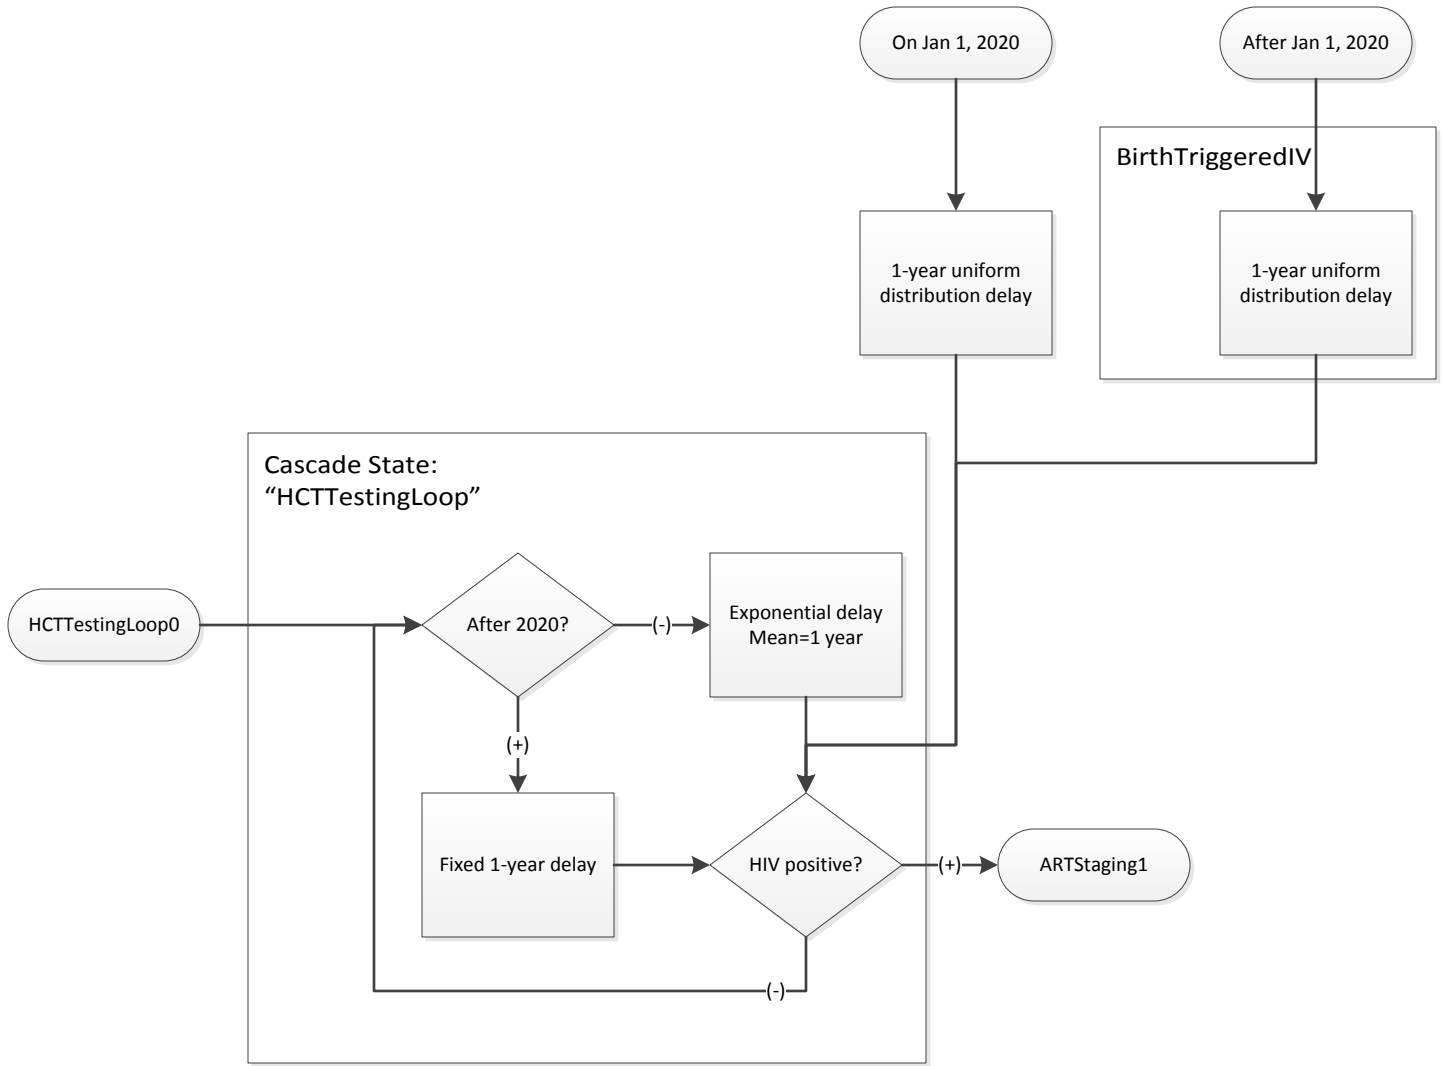 On Jan 1, 2020
After Jan 1, 2020
BirthTriggeredIV
1-year uniform
distribution delay
1-year uniform
distribution delay
Cascade State:
“HCTTestingLoop”
HCTTestingLoop0
After 2020?
(-)
Exponential delay
Mean=1 year
(+)
Fixed 1-year delay
HIV positive?
(+)
ARTStaging1
(-)